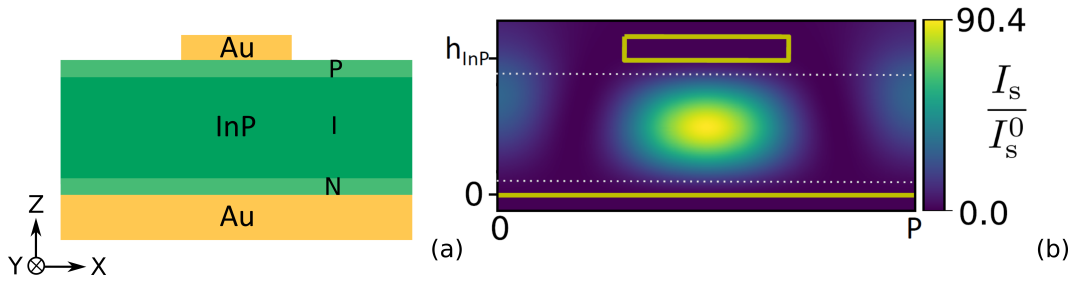 Au
P
InP I
N
Au
Z
Y X
(a)
h_InP
0
0 P
90.4
I_s
I_s^0
0.0
(b)